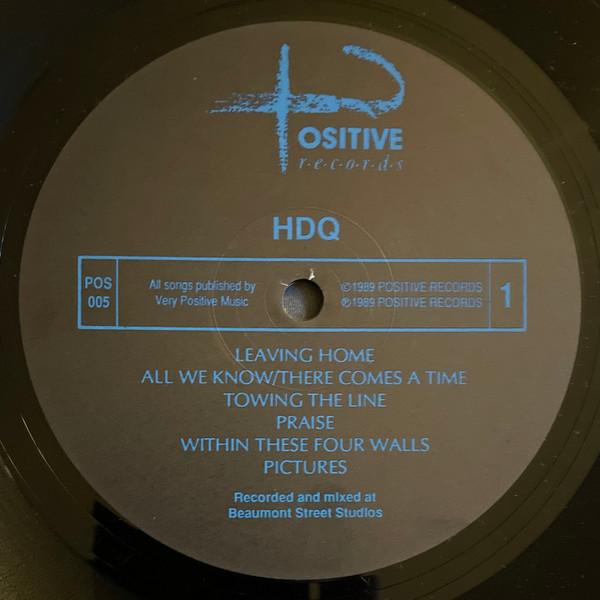 POSITIVE
r·e·c·o·r·d·s
HDQ
POS
005
All songs published by
Very Positive Music
©1989 POSITIVE RECORDS
℗1989 POSITIVE RECORDS
1
LEAVING HOME
ALL WE KNOW/THERE COMES A TIME
TOWING THE LINE
PRAISE
WITHIN THESE FOUR WALLS
PICTURES
Recorded and mixed at
Beaumont Street Studios